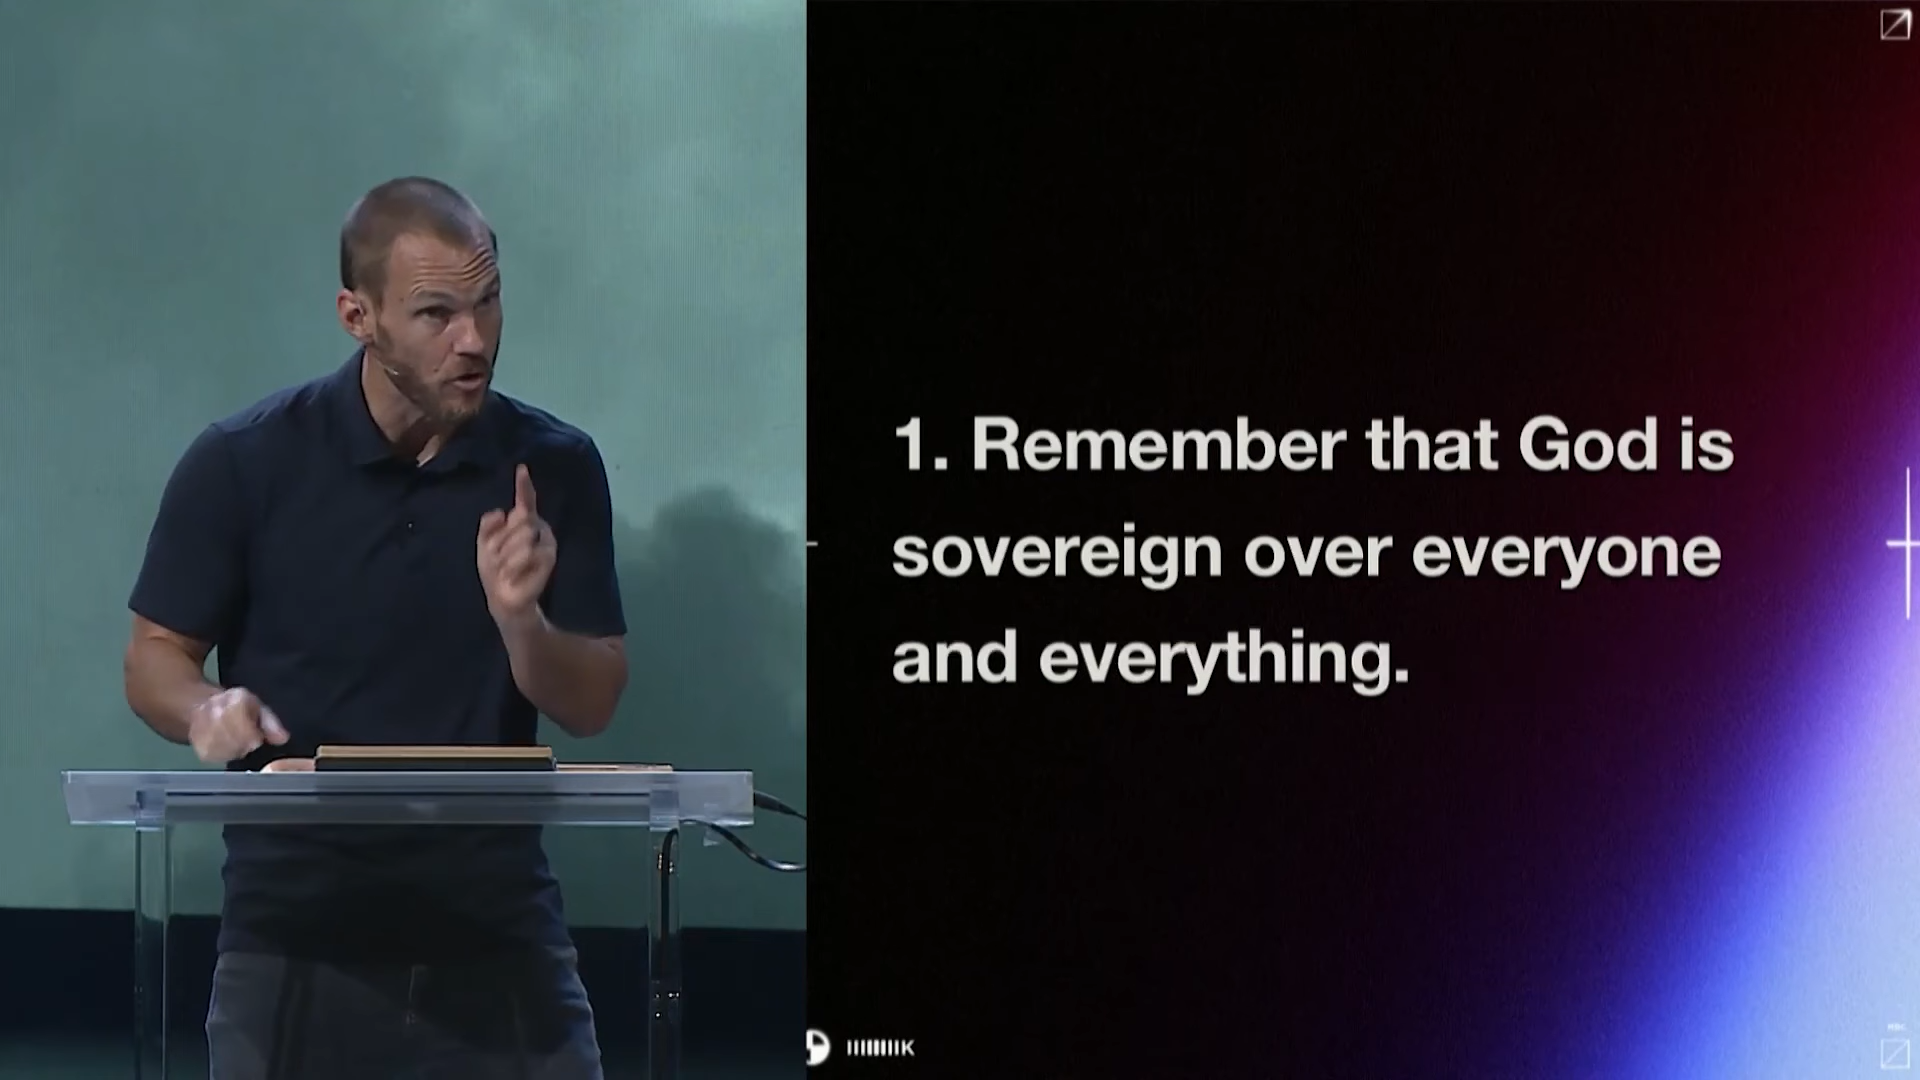 1. Remember that God is
sovereign over everyone
and everything.